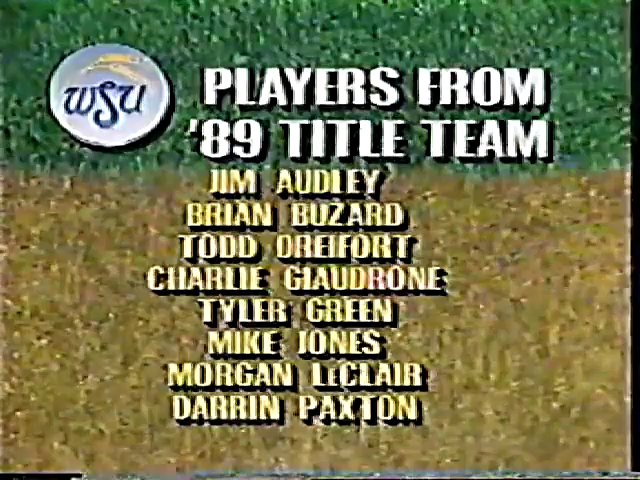 WSU
PLAYERS FROM
'89 TITLE TEAM
JIM AUDLEY
BRIAN BUZARD
TODD DREIFORT
CHARLIE GIAUDRONE
TYLER GREEN
MIKE JONES
MORGAN LECLAIR
DARRIN PAXTON